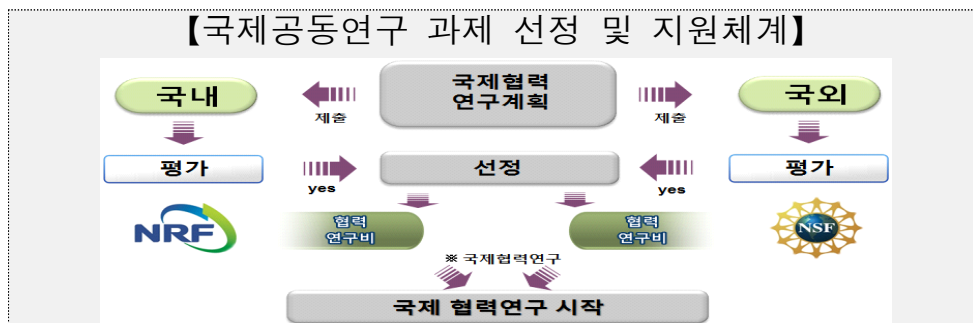 【국제공동연구 과제 선정 및 지원체계】
국내
국제협력
연구계획
국외
제출
제출
평가
선정
평가
yes
yes
NRF
협력
연구비
협력
연구비
NSF
※ 국제협력연구
국제 협력연구 시작